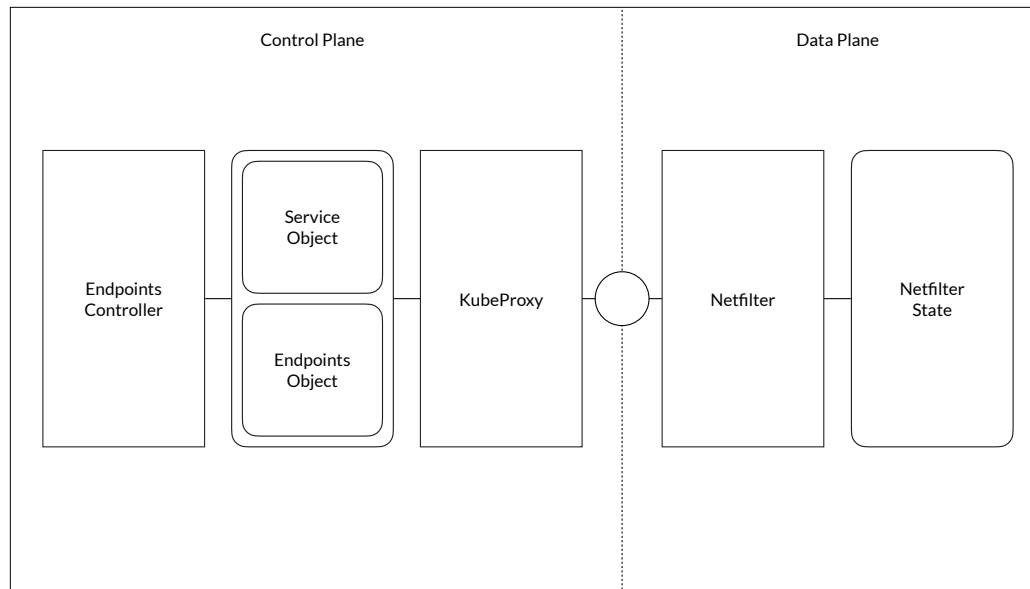 Control Plane
Data Plane
Endpoints
Controller
Service
Object
Endpoints
Object
KubeProxy
Netfilter
Netfilter
State